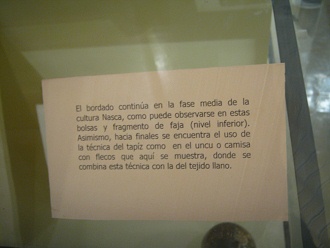 El bordado continúa en la fase media de la
cultura Nasca, como puede observarse en estas
bolsas y fragmento de faja (nivel inferior).
Asimismo, hacia finales se encuentra el uso de
la técnica del tapiz como en el uncu o camisa
con flecos que aquí se muestra, donde se
combina esta técnica con la del tejido llano.